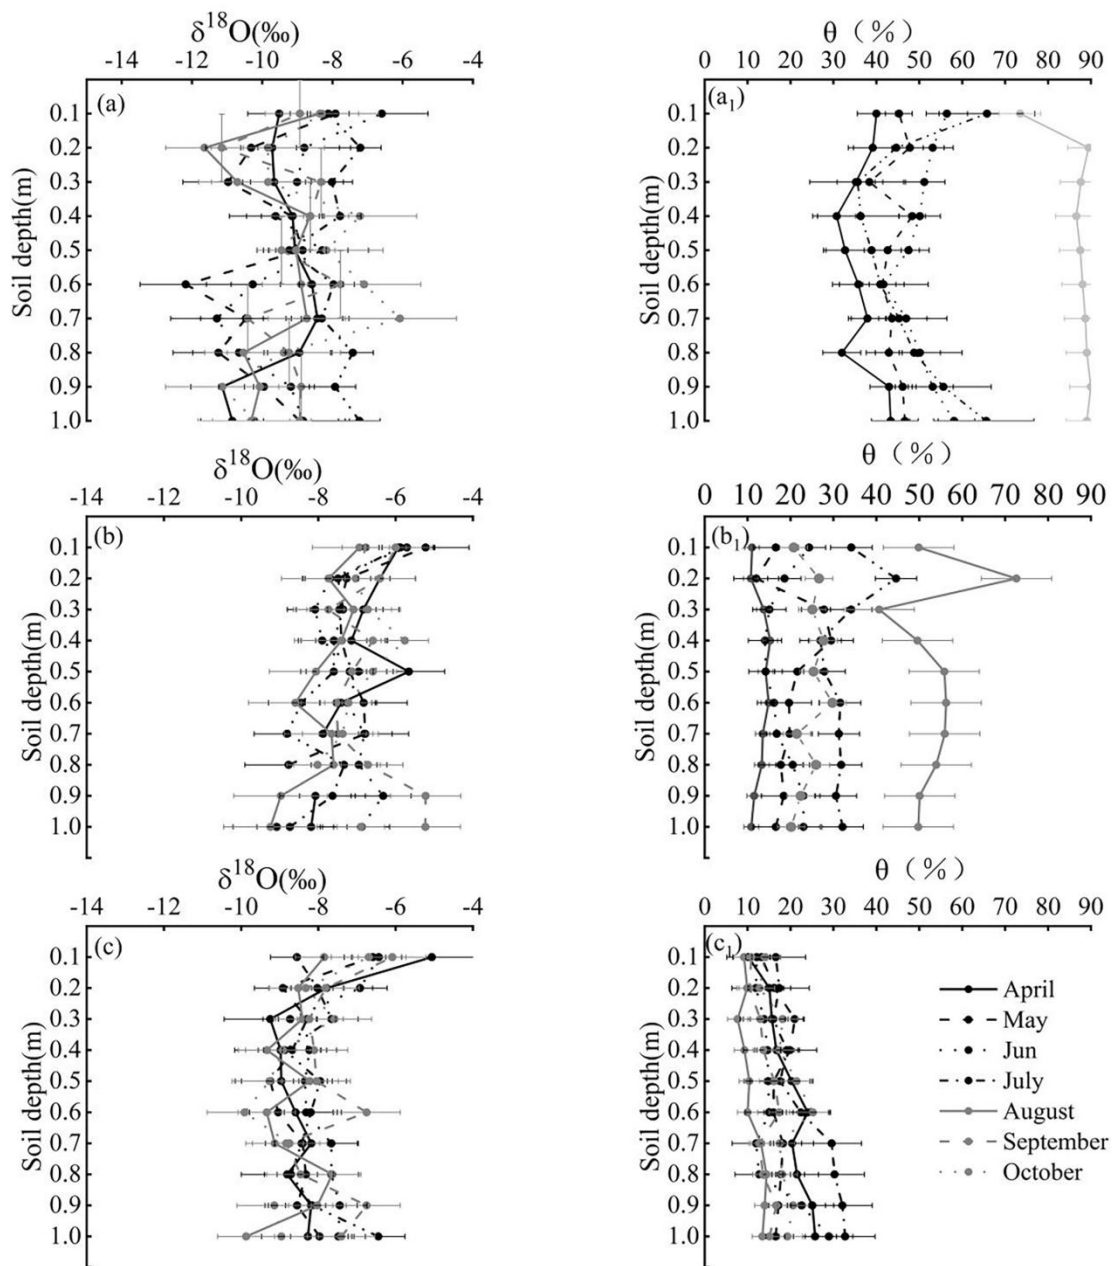 δ¹⁸O(‰)
-14 -12 -10 -8 -6 -4
(a)
Soil depth(m)
0.1
0.2
0.3
0.4
0.5
0.6
0.7
0.8
0.9
1.0
θ（%）
0 10 20 30 40 50 60 70 80 90
(a₁)
Soil depth(m)
0.1
0.2
0.3
0.4
0.5
0.6
0.7
0.8
0.9
1.0
δ¹⁸O(‰)
-14 -12 -10 -8 -6 -4
(b)
Soil depth(m)
0.1
0.2
0.3
0.4
0.5
0.6
0.7
0.8
0.9
1.0
θ（%）
0 10 20 30 40 50 60 70 80 90
(b₁)
Soil depth(m)
0.1
0.2
0.3
0.4
0.5
0.6
0.7
0.8
0.9
1.0
δ¹⁸O(‰)
-14 -12 -10 -8 -6 -4
(c)
Soil depth(m)
0.1
0.2
0.3
0.4
0.5
0.6
0.7
0.8
0.9
1.0
θ（%）
0 10 20 30 40 50 60 70 80 90
(c₁)
Soil depth(m)
0.1
0.2
0.3
0.4
0.5
0.6
0.7
0.8
0.9
1.0
April
May
Jun
July
August
September
October